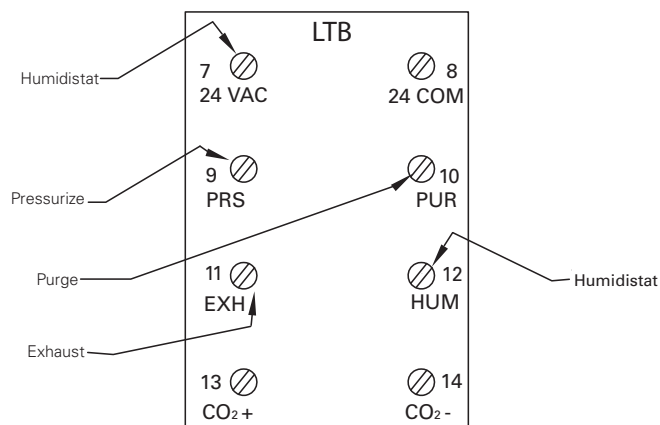 LTB
Humidistat
7
24 VAC
8
24 COM
Pressurize
9
PRS
10
PUR
Purge
11
EXH
12
HUM
Humidistat
Exhaust
13
CO₂ +
14
CO₂ -